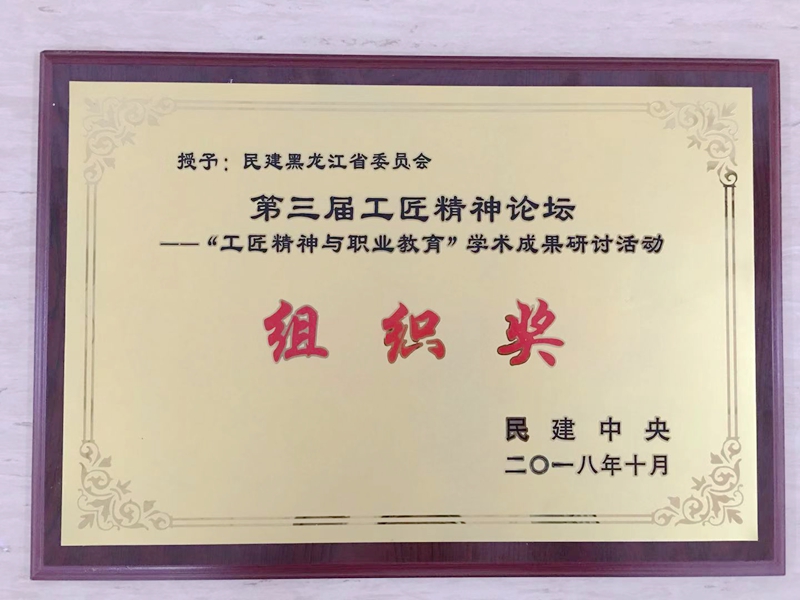 授予：民建黑龙江省委员会
第三届工匠精神论坛
——“工匠精神与职业教育”学术成果研讨活动
组织奖
民建中央
二〇一八年十月